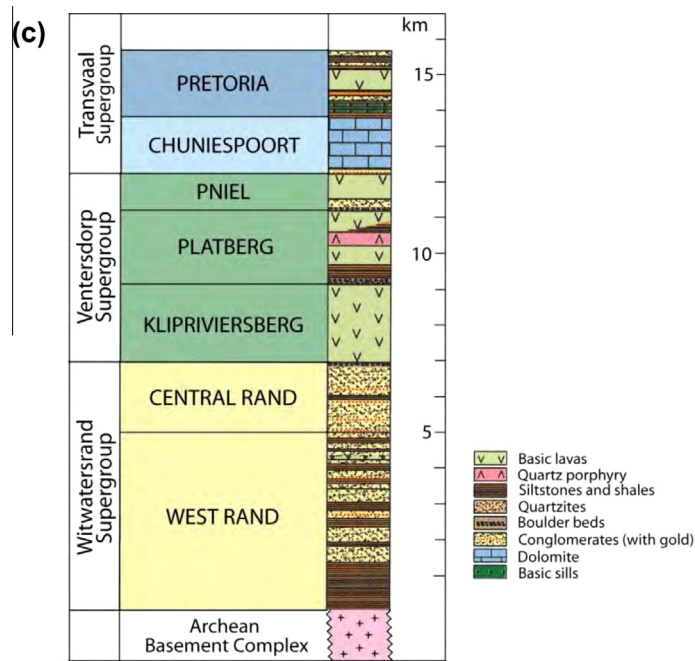 (c)
km
Transvaal
Supergroup
PRETORIA
15
CHUNIESPOORT
Ventersdorp
Supergroup
PNIEL
PLATBERG
10
KLIPRIVIERSBERG
Witwatersrand
Supergroup
CENTRAL RAND
5
WEST RAND
Archean
Basement Complex
Basic lavas
Quartz porphyry
Siltstones and shales
Quartzites
Boulder beds
Conglomerates (with gold)
Dolomite
Basic sills